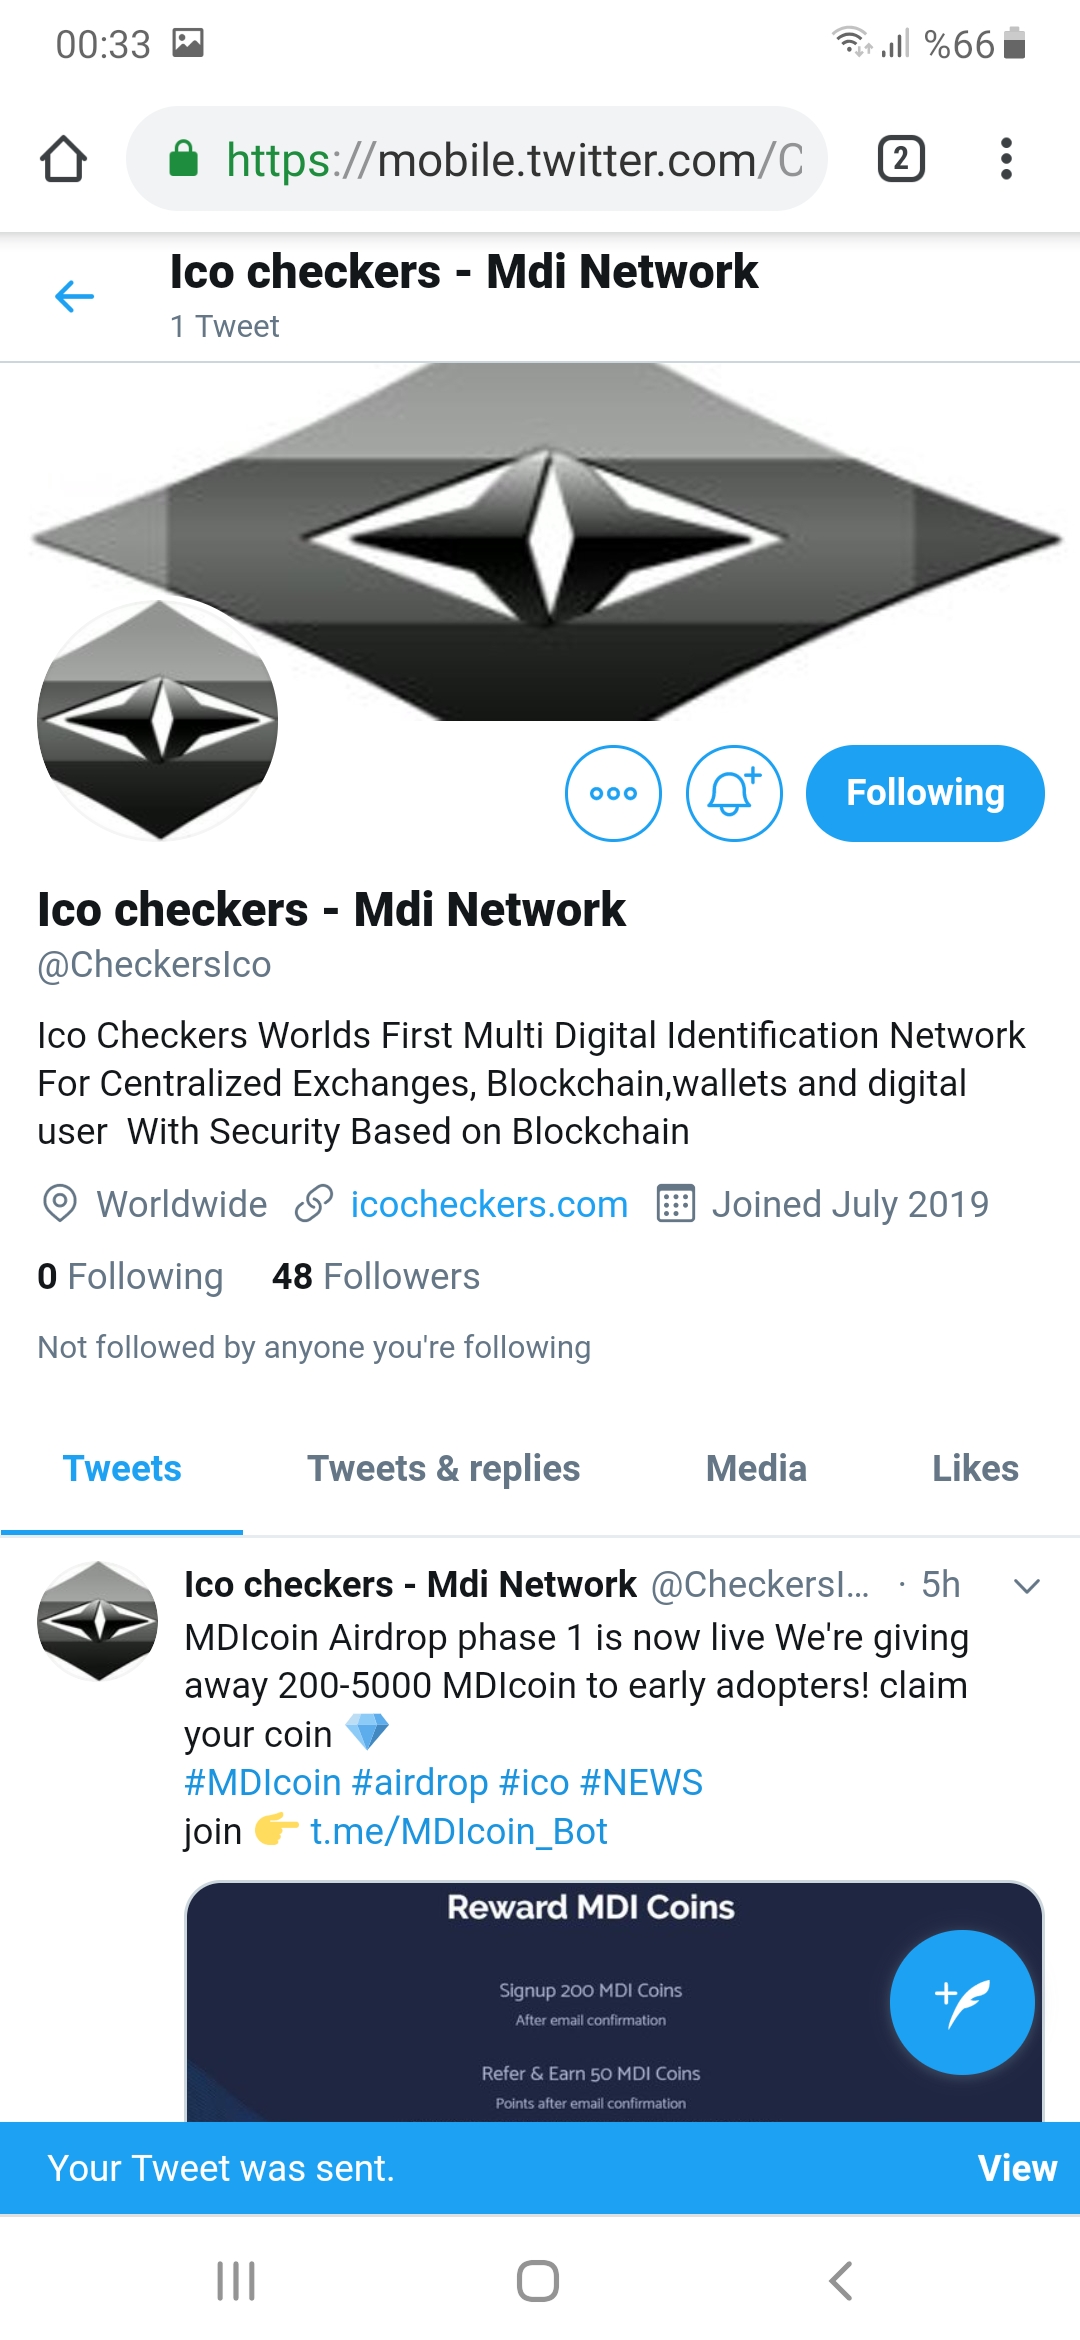 00:33
%66
https://mobile.twitter.com/C
2
Ico checkers - Mdi Network
1 Tweet
Following
Ico checkers - Mdi Network
@CheckersIco
Ico Checkers Worlds First Multi Digital Identification Network
For Centralized Exchanges, Blockchain,wallets and digital
user  With Security Based on Blockchain
Worldwide icocheckers.com Joined July 2019
0 Following 48 Followers
Not followed by anyone you're following
Tweets Tweets & replies Media Likes
Ico checkers - Mdi Network @CheckersI... · 5h
MDIcoin Airdrop phase 1 is now live We're giving
away 200-5000 MDIcoin to early adopters! claim
your coin 💎
#MDIcoin #airdrop #ico #NEWS
join 👉 t.me/MDIcoin_Bot
Reward MDI Coins
Signup 200 MDI Coins
After email confirmation
Refer & Earn 50 MDI Coins
Points after email confirmation
Your Tweet was sent. View